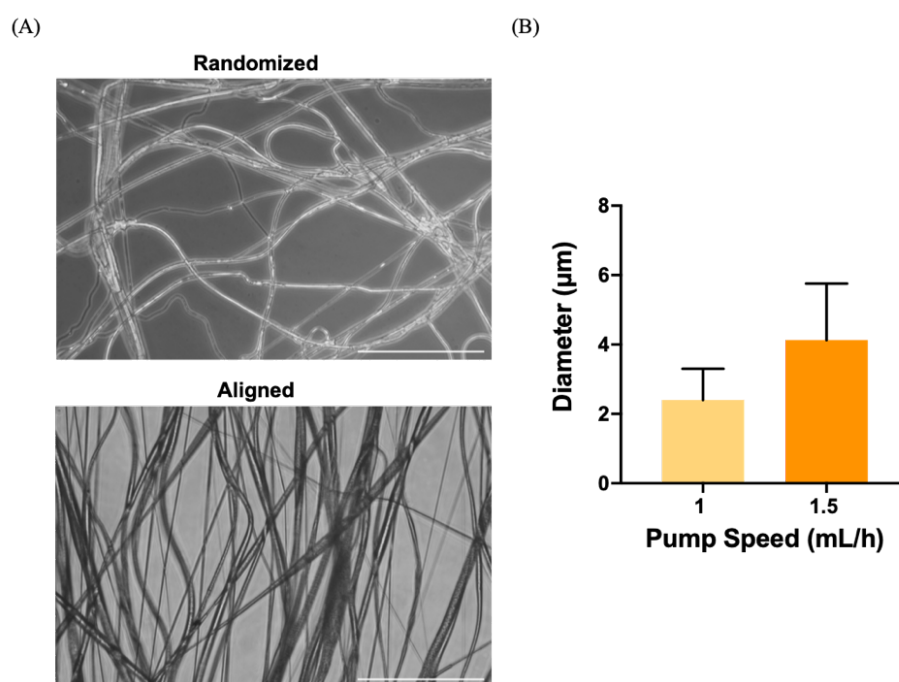 (A)
Randomized
Aligned
(B)
8
6
4
2
0
Diameter (µm)
1
1.5
Pump Speed (mL/h)